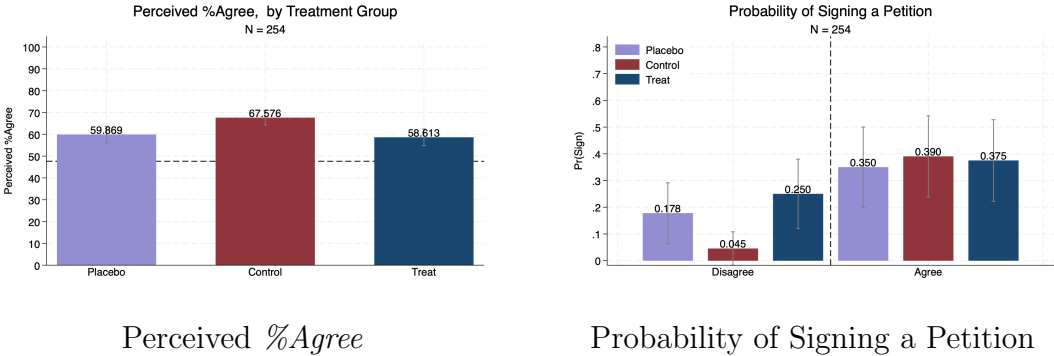 Perceived %Agree, by Treatment Group
N = 254
Perceived %Agree
100
90
80
70
60
50
40
30
20
10
0
59.869
67.576
58.613
Placebo
Control
Treat
Perceived %Agree
Probability of Signing a Petition
N = 254
Placebo
Control
Treat
Pr(Sign)
.8
.7
.6
.5
.4
.3
.2
.1
0
0.178
0.045
0.250
0.350
0.390
0.375
Disagree
Agree
Probability of Signing a Petition